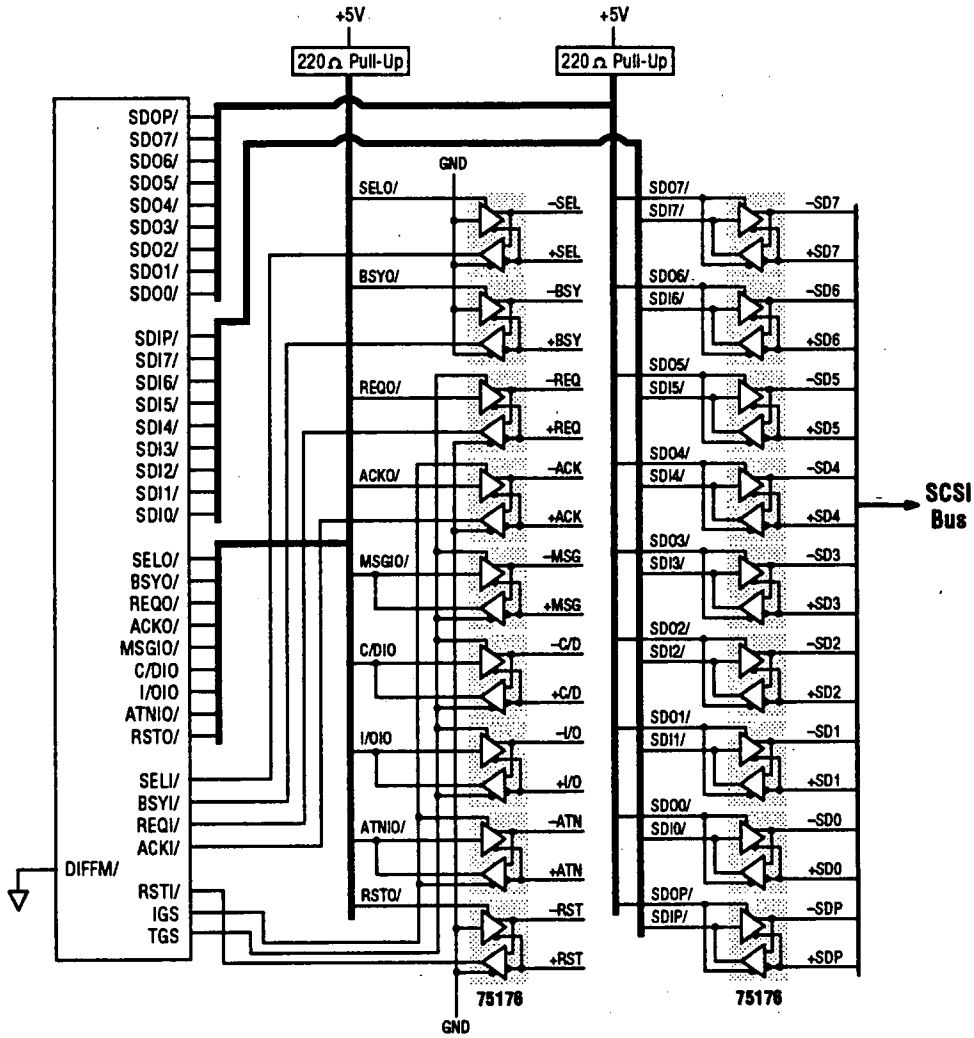 +5V
+5V
220Ω Pull-Up
220Ω Pull-Up
SDOP/
SDO7/
SDO6/
SDO5/
SDO4/
SDO3/
SDO2/
SDO1/
SDO0/
SDIP/
SDI7/
SDI6/
SDI5/
SDI4/
SDI3/
SDI2/
SDI1/
SDI0/
SELO/
BSYO/
REQO/
ACKO/
MSGIO/
C/DIO
I/OIO
ATNIO/
RSTO/
SELI/
BSYI/
REQI/
ACKI/
DIFFM/
RSTI/
IGS
TGS
GND
SELO/
–SEL
+SEL
BSYO/
–BSY
+BSY
REQO/
–REQ
+REQ
ACKO/
–ACK
+ACK
MSGIO/
–MSG
+MSG
C/DIO
–C/D
+C/D
I/OIO
–I/O
+I/O
ATNIO/
–ATN
+ATN
RSTO/
–RST
+RST
75176
GND
SDO7/
SDI7/
–SD7
+SD7
SDO6/
SDI6/
–SD6
+SD6
SDO5/
SDI5/
–SD5
+SD5
SDO4/
SDI4/
–SD4
+SD4
SDO3/
SDI3/
–SD3
+SD3
SDO2/
SDI2/
–SD2
+SD2
SDO1/
SDI1/
–SD1
+SD1
SDO0/
SDI0/
–SD0
+SD0
SDOP/
SDIP/
–SDP
+SDP
75176
SCSI
Bus